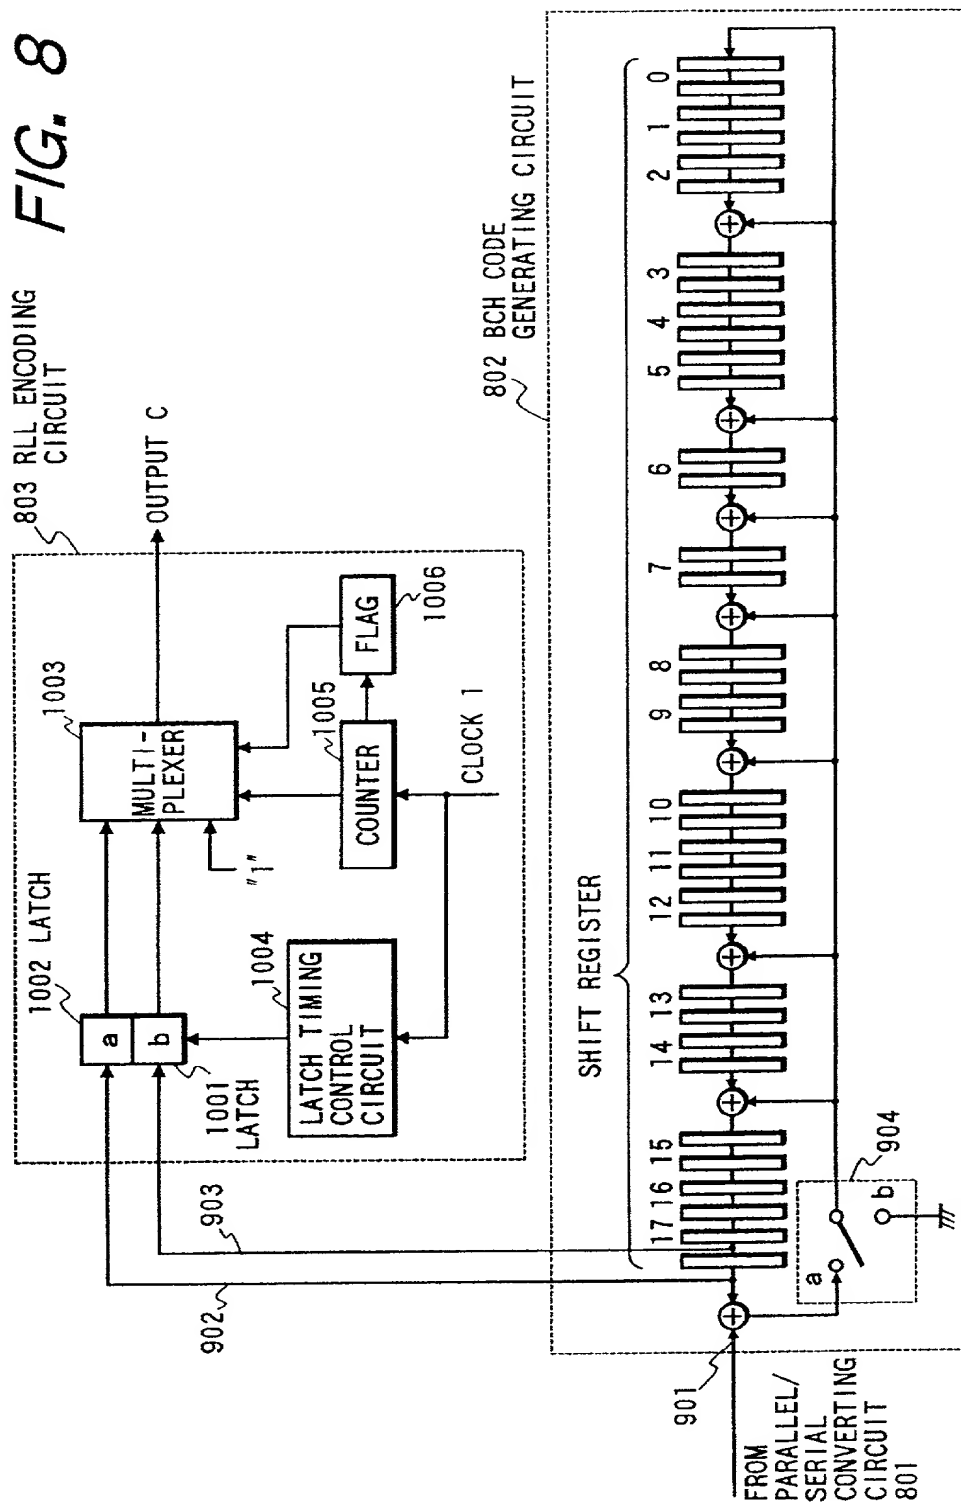 FIG. 8
803 RLL ENCODING
CIRCUIT
1002 LATCH
1003
a
b
MULTI-
PLEXER
OUTPUT C
"1"
1001
LATCH
1004
LATCH TIMING
CONTROL
CIRCUIT
1005
COUNTER
FLAG
1006
CLOCK 1
902
903
802 BCH CODE
GENERATING CIRCUIT
SHIFT REGISTER
17 16 15 14 13 12 11 10 9 8 7 6 5 4 3 2 1 0
901
FROM
PARALLEL/
SERIAL
CONVERTING
CIRCUIT
801
a
b
904